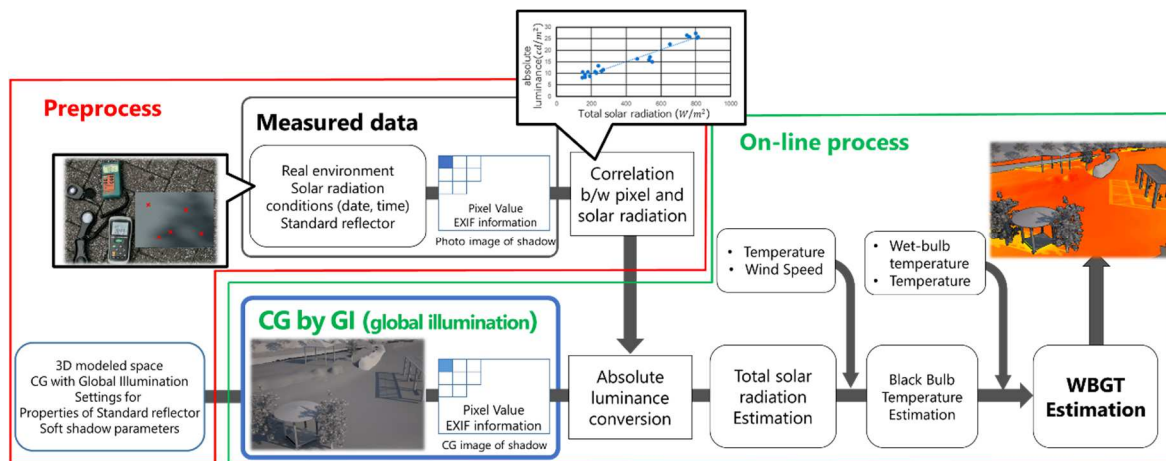 Preprocess
Measured data
Real environment
Solar radiation
conditions (date, time)
Standard reflector
Pixel Value
EXIF information
Photo image of shadow
absolute
luminance(cd/m²)
30
25
20
15
10
5
0
0
200
400
600
800
1000
Total solar radiation (W/m²)
Correlation
b/w pixel and
solar radiation
On-line process
• Temperature
• Wind Speed
• Wet-bulb
temperature
• Temperature
CG by GI (global illumination)
3D modeled space
CG with Global Illumination
Settings for
Properties of Standard reflector
Soft shadow parameters
Pixel Value
EXIF information
CG image of shadow
Absolute
luminance
conversion
Total solar
radiation
Estimation
Black Bulb
Temperature
Estimation
WBGT
Estimation